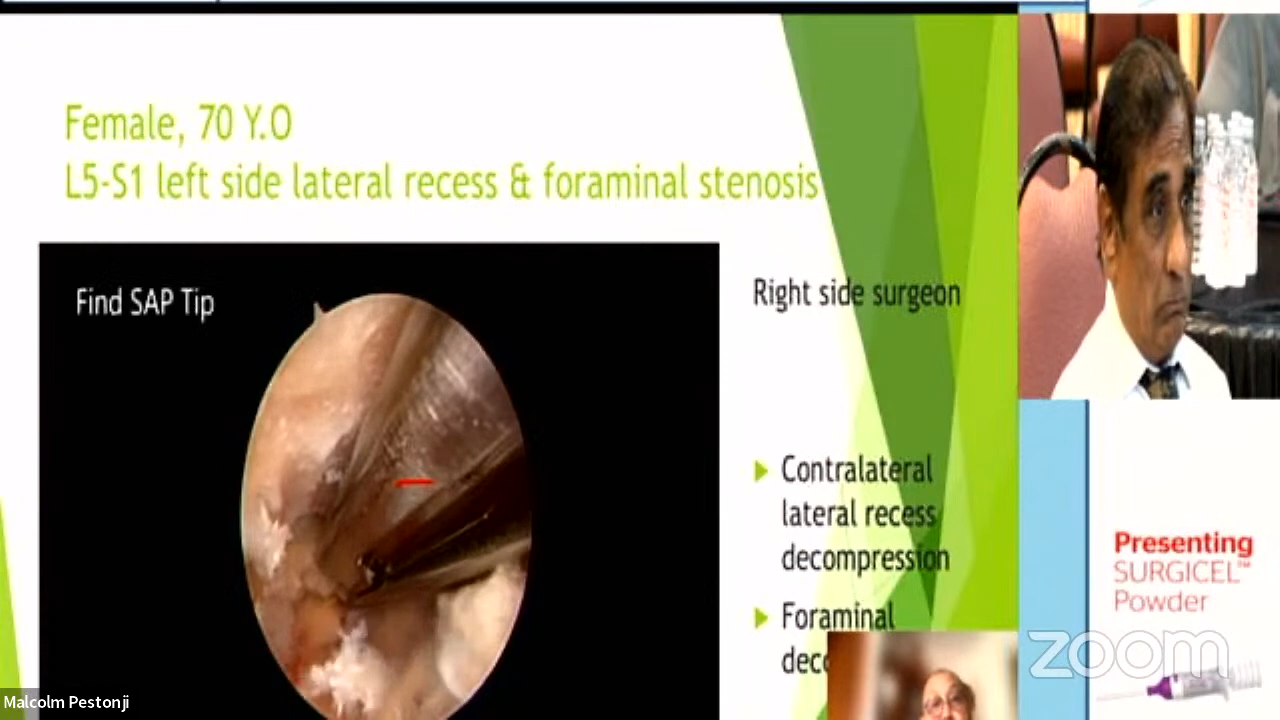 Female, 70 Y.O
L5-S1 left side lateral recess & foraminal stenosis
Find SAP Tip
Right side surgeon
Contralateral
lateral recess
decompression
Foraminal
deco
Presenting
SURGICEL™
Powder
zoom
Malcolm Pestonji